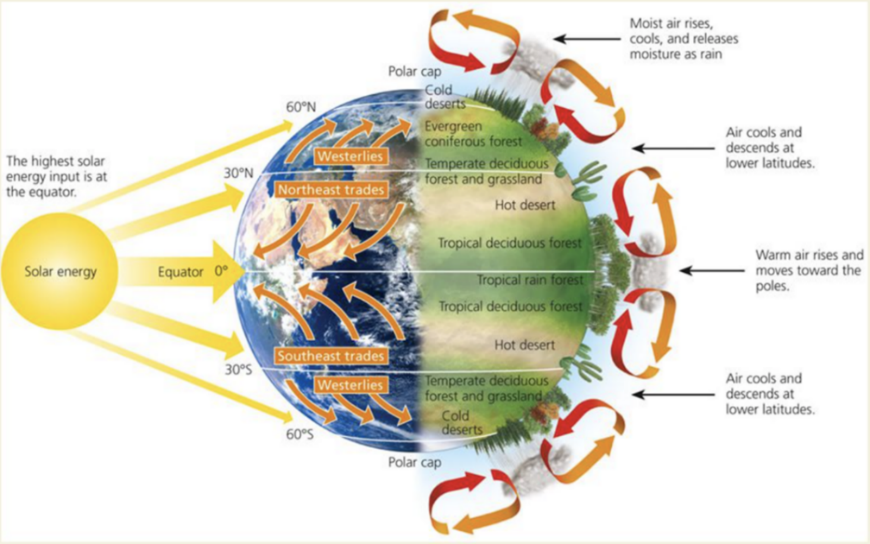 Moist air rises,
cools, and releases
moisture as rain
Polar cap
Cold
deserts
60°N
Evergreen
coniferous forest
Westerlies
Air cools and
descends at
lower latitudes.
The highest solar
energy input is at
the equator.
30°N
Temperate deciduous
forest and grassland
Northeast trades
Hot desert
Tropical deciduous forest
Solar energy
Equator 0°
Warm air rises and
moves toward the
poles.
Tropical rain forest
Tropical deciduous forest
Hot desert
Southeast trades
30°S
Westerlies
Temperate deciduous
forest and grassland
Air cools and
descends at
lower latitudes.
Cold
deserts
60°S
Polar cap